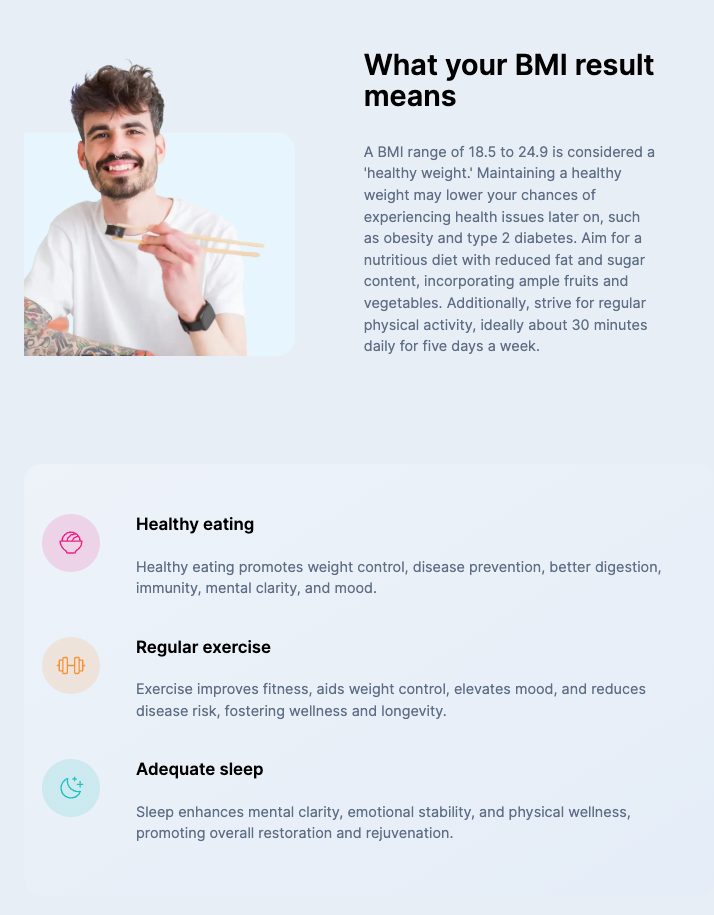 What your BMI result
means
A BMI range of 18.5 to 24.9 is considered a
'healthy weight.' Maintaining a healthy
weight may lower your chances of
experiencing health issues later on, such
as obesity and type 2 diabetes. Aim for a
nutritious diet with reduced fat and sugar
content, incorporating ample fruits and
vegetables. Additionally, strive for regular
physical activity, ideally about 30 minutes
daily for five days a week.
Healthy eating
Healthy eating promotes weight control, disease prevention, better digestion,
immunity, mental clarity, and mood.
Regular exercise
Exercise improves fitness, aids weight control, elevates mood, and reduces
disease risk, fostering wellness and longevity.
Adequate sleep
Sleep enhances mental clarity, emotional stability, and physical wellness,
promoting overall restoration and rejuvenation.